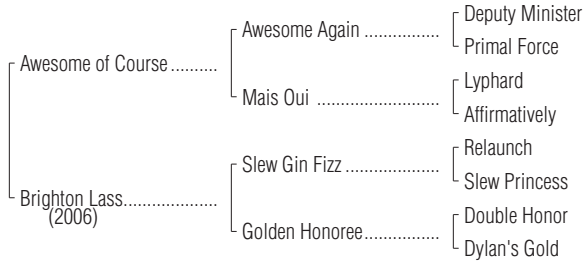 Deputy Minister
Awesome Again ................
Primal Force
Awesome of Course ..........
Lyphard
Mais Oui ..........................
Affirmatively
Relaunch
Slew Gin Fizz ....................
Slew Princess
Brighton Lass....................
(2006)
Double Honor
Golden Honoree................
Dylan's Gold